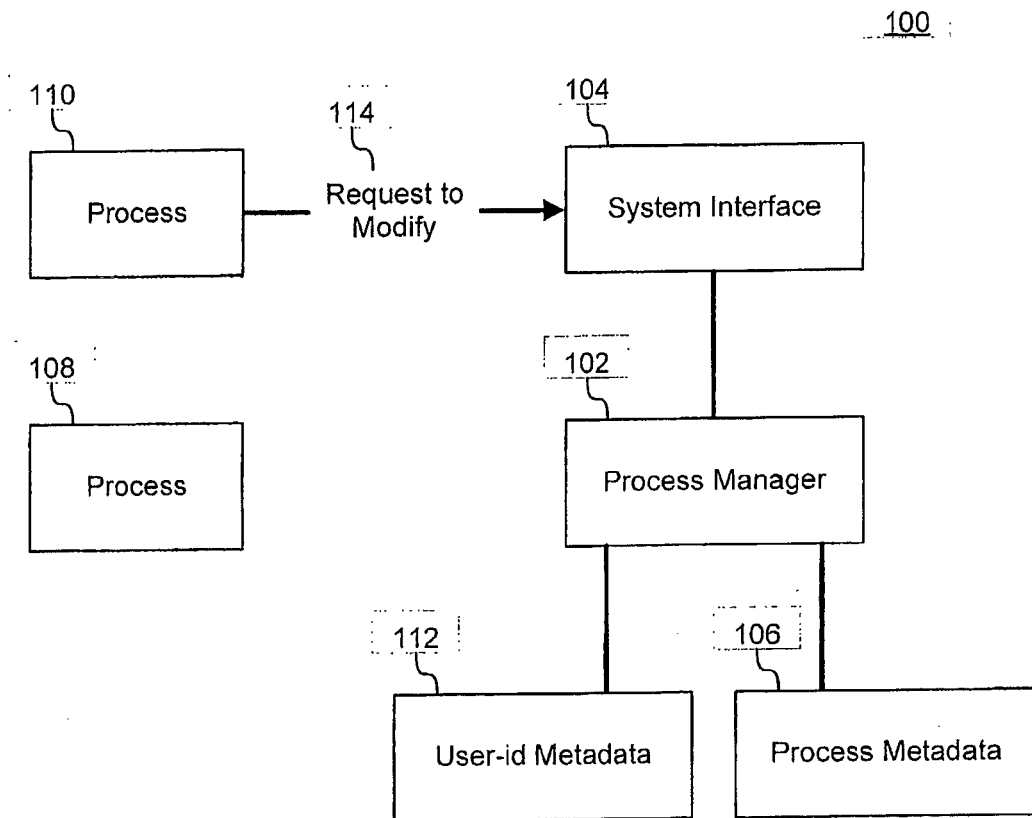 100
110
114
104
Process
Request to
Modify
System Interface
108
102
Process
Process Manager
112
106
User-id Metadata
Process Metadata